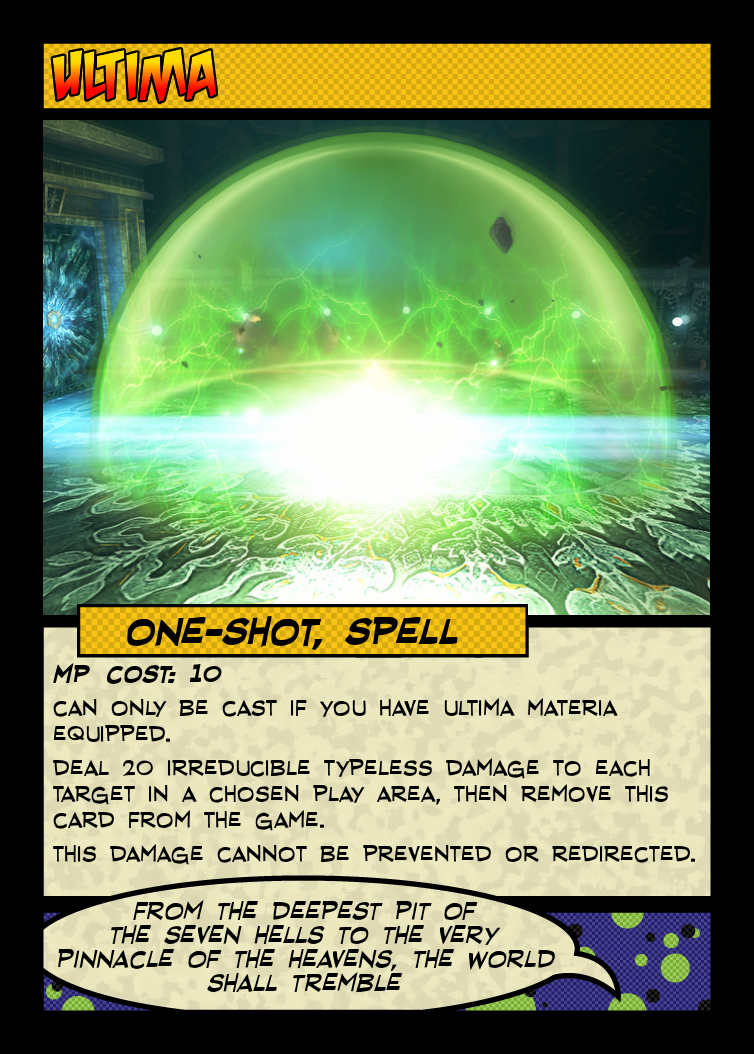 ULTIMA
ONE-SHOT, SPELL
MP COST: 10
CAN ONLY BE CAST IF YOU HAVE ULTIMA MATERIA
EQUIPPED.
DEAL 20 IRREDUCIBLE TYPELESS DAMAGE TO EACH
TARGET IN A CHOSEN PLAY AREA, THEN REMOVE THIS
CARD FROM THE GAME.
THIS DAMAGE CANNOT BE PREVENTED OR REDIRECTED.
FROM THE DEEPEST PIT OF
THE SEVEN HELLS TO THE VERY
PINNACLE OF THE HEAVENS, THE WORLD
SHALL TREMBLE